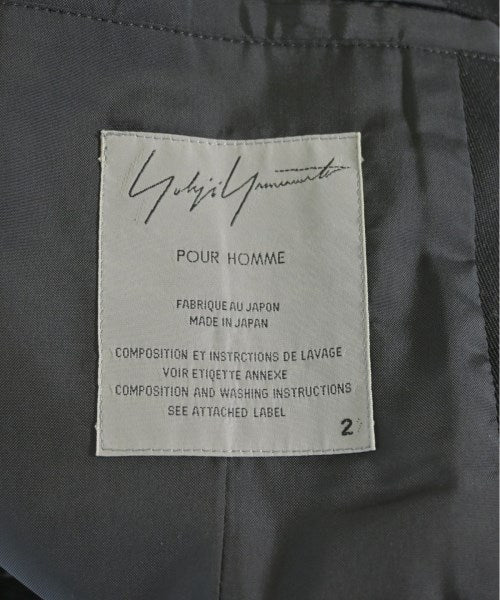 Yohji Yamamoto
POUR HOMME
FABRIQUE AU JAPON
MADE IN JAPAN
COMPOSITION ET INSTRCTIONS DE LAVAGE
VOIR ETIQETTE ANNEXE
COMPOSITION AND WASHING INSTRUCTIONS
SEE ATTACHED LABEL
2